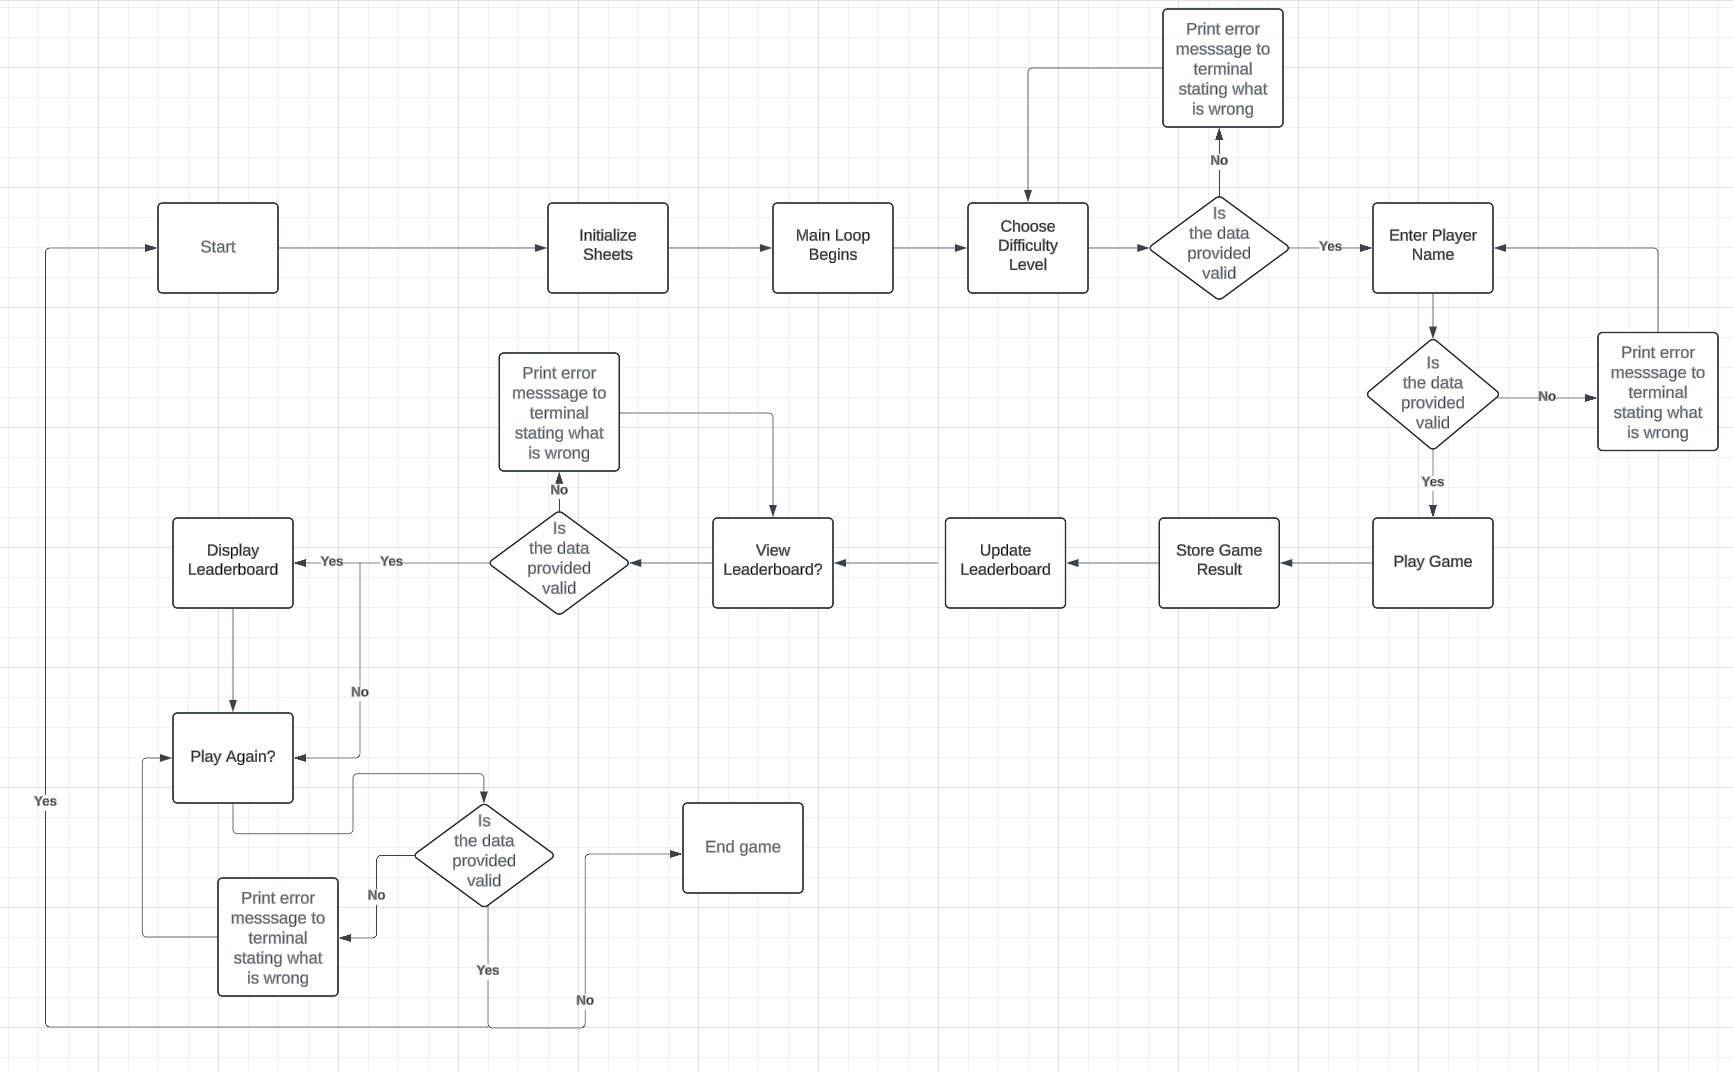 Print error
messsage to
terminal
stating what
is wrong
No
Start
Initialize
Sheets
Main Loop
Begins
Choose
Difficulty
Level
Is
the data
provided
valid
Yes
Enter Player
Name
Is
the data
provided
valid
No
Print error
messsage to
terminal
stating what
is wrong
Yes
Print error
messsage to
terminal
stating what
is wrong
No
Display
Leaderboard
Yes
Yes
Is
the data
provided
valid
View
Leaderboard?
Update
Leaderboard
Store Game
Result
Play Game
No
Play Again?
Yes
Is
the data
provided
valid
End game
No
Print error
messsage to
terminal
stating what
is wrong
Yes
No